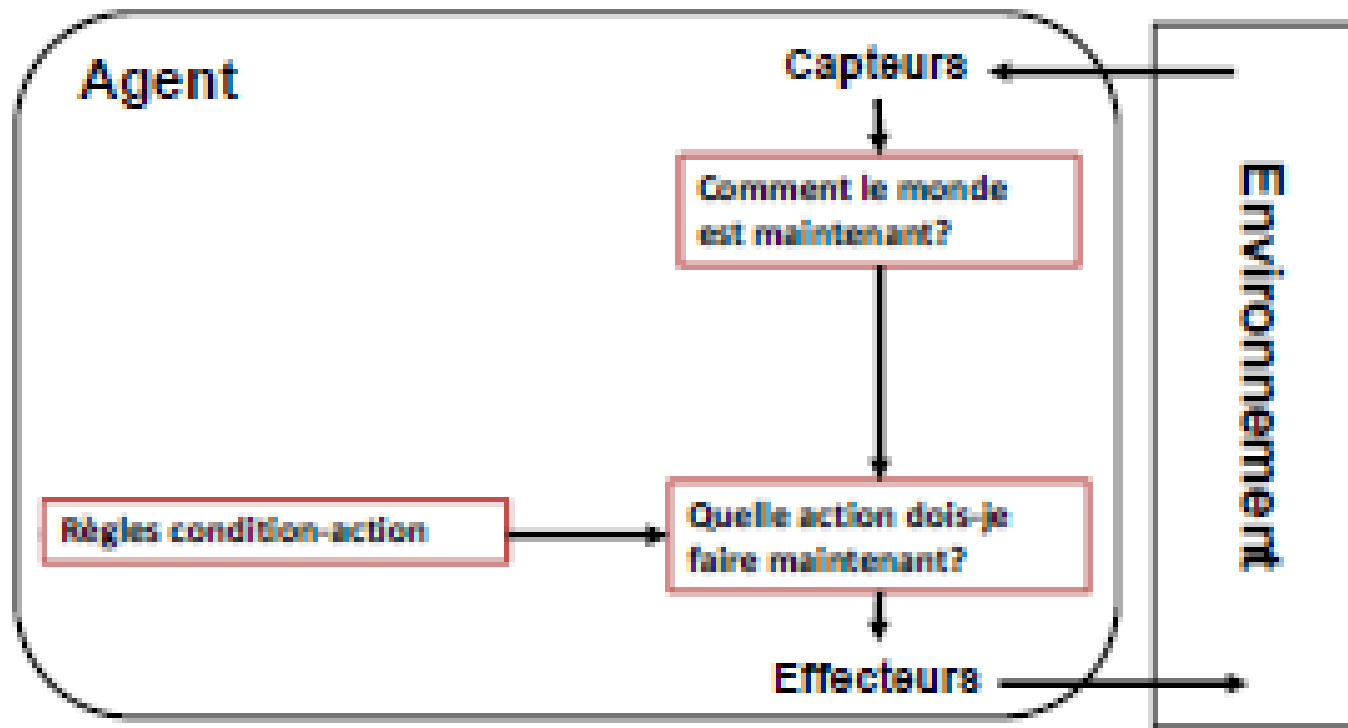 Agent
Capteurs
Comment le monde
est maintenant?
Environnement
Règles condition-action
Quelle action dois-je
faire maintenant?
Effecteurs